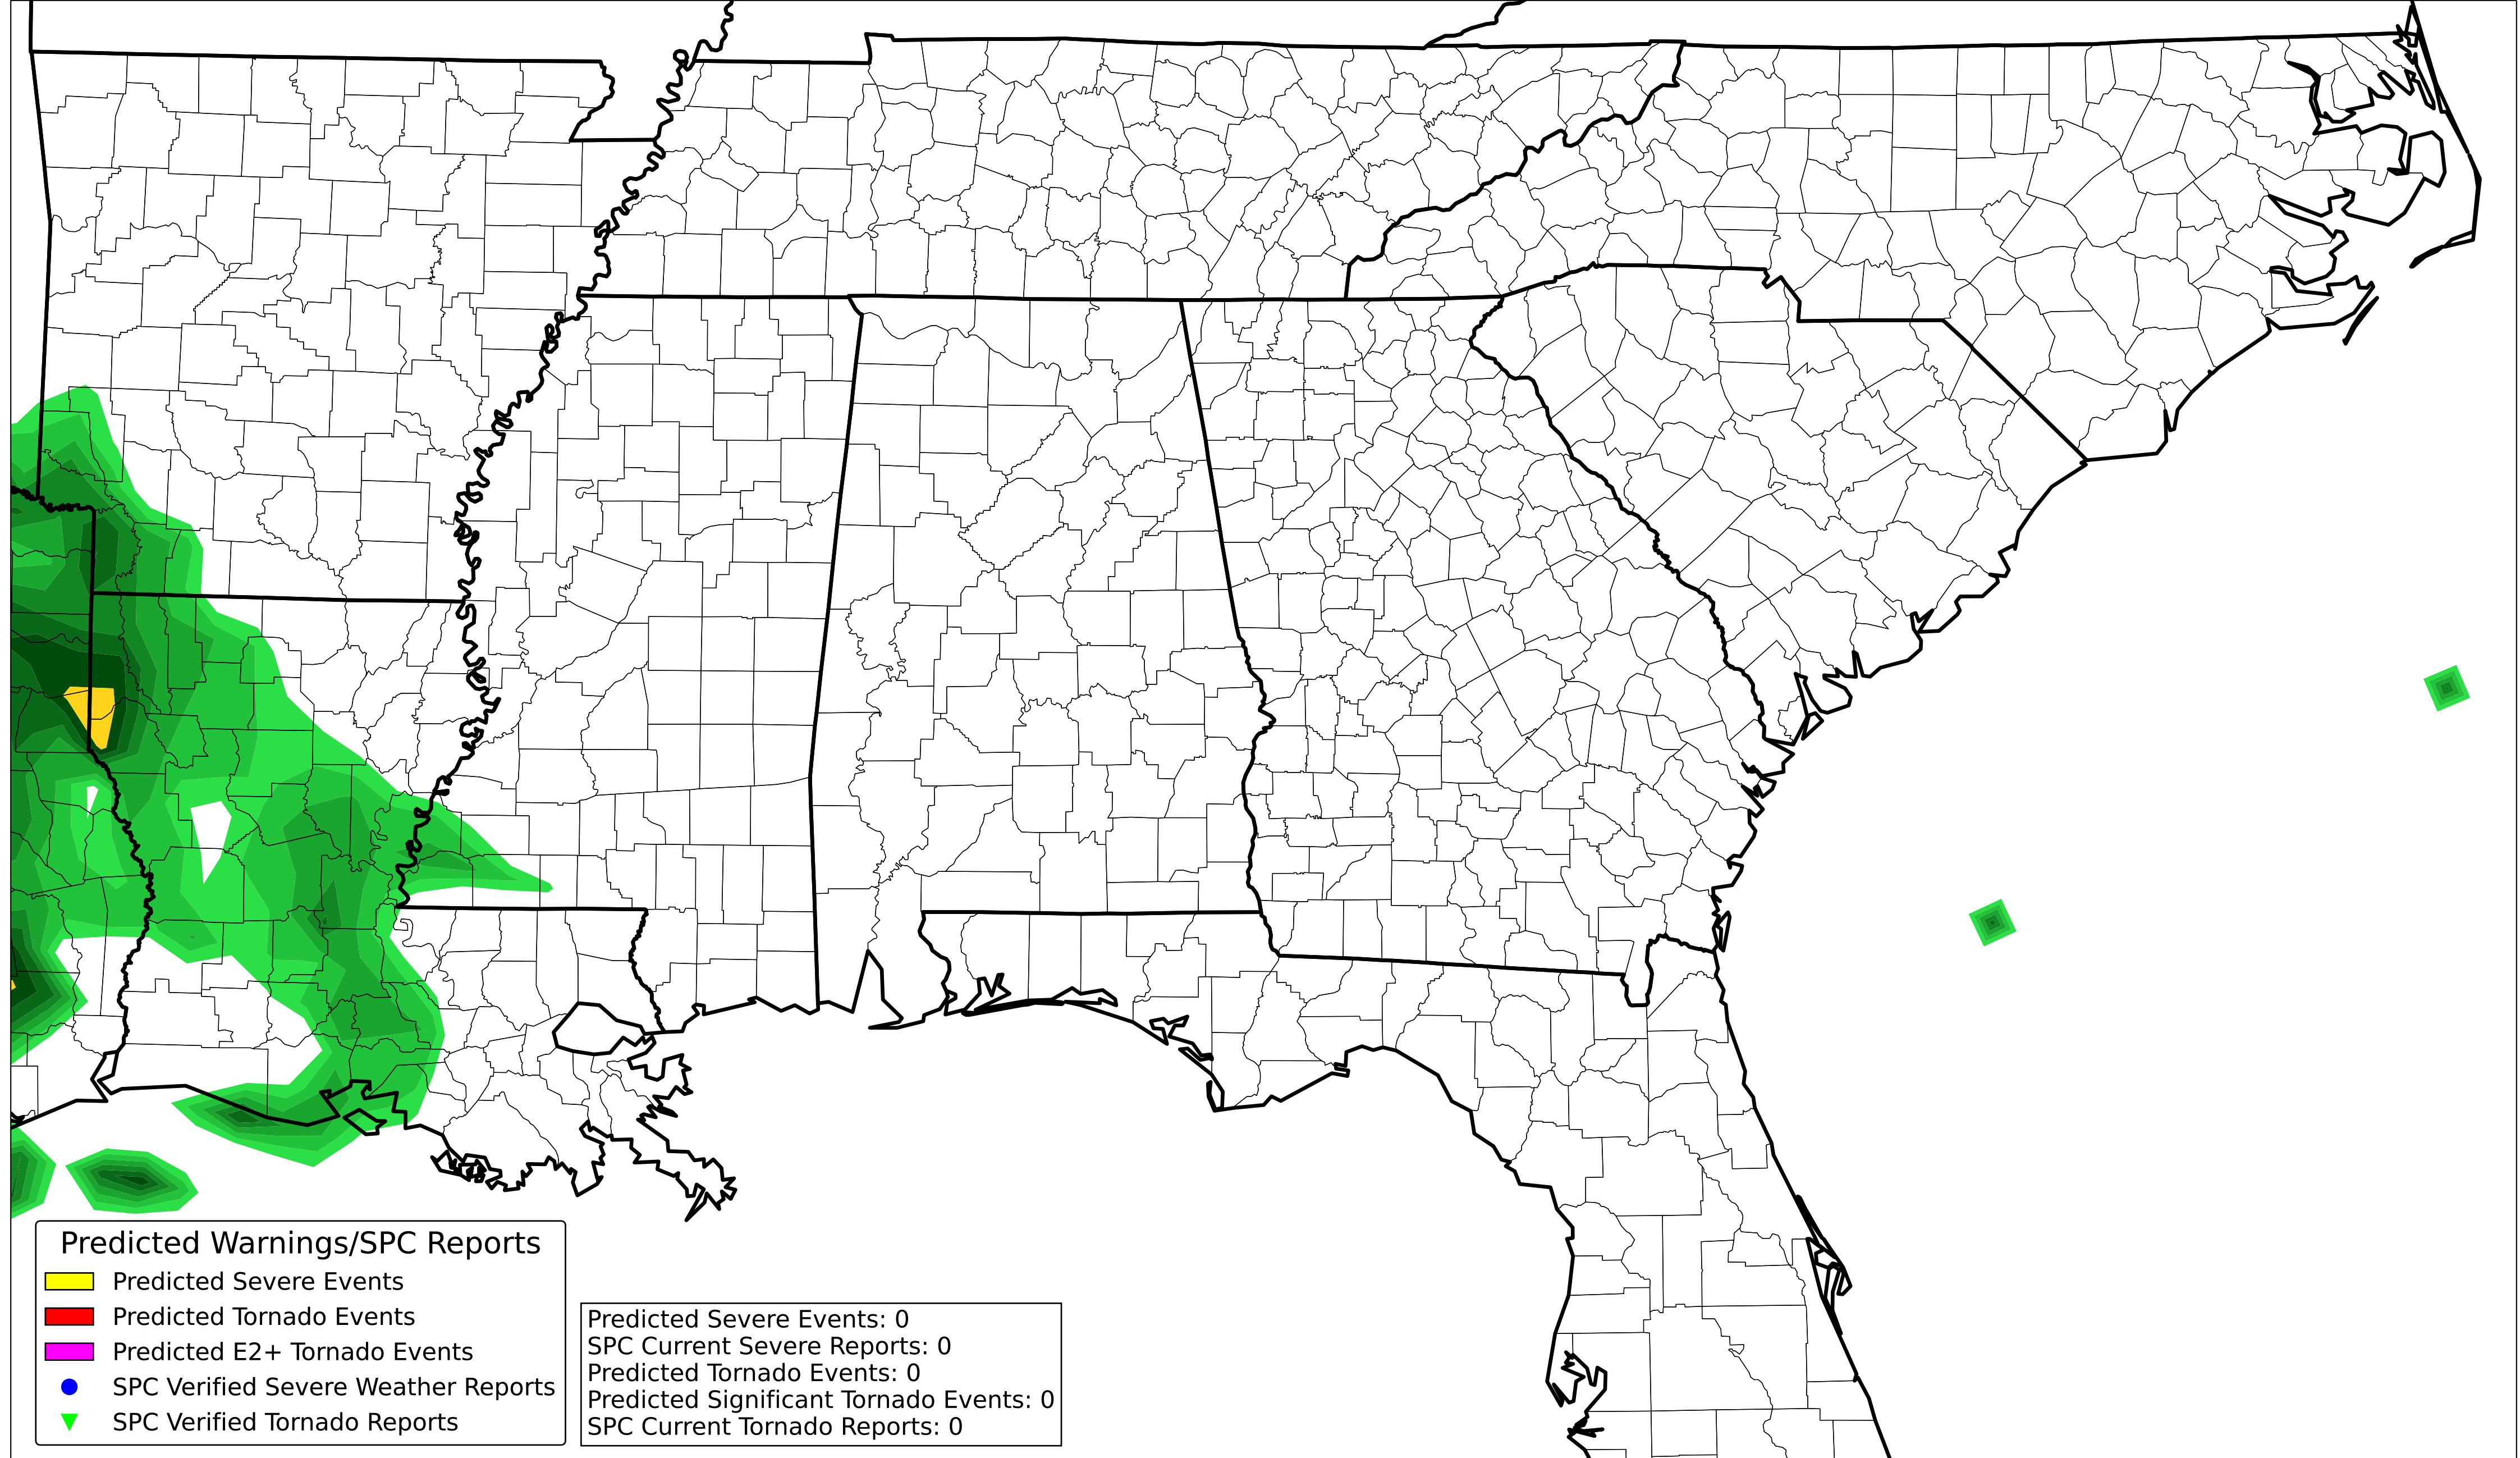 Predicted Warnings/SPC Reports
Predicted Severe Events
Predicted Tornado Events
Predicted E2+ Tornado Events
SPC Verified Severe Weather Reports
SPC Verified Tornado Reports
Predicted Severe Events: 0
SPC Current Severe Reports: 0
Predicted Tornado Events: 0
Predicted Significant Tornado Events: 0
SPC Current Tornado Reports: 0